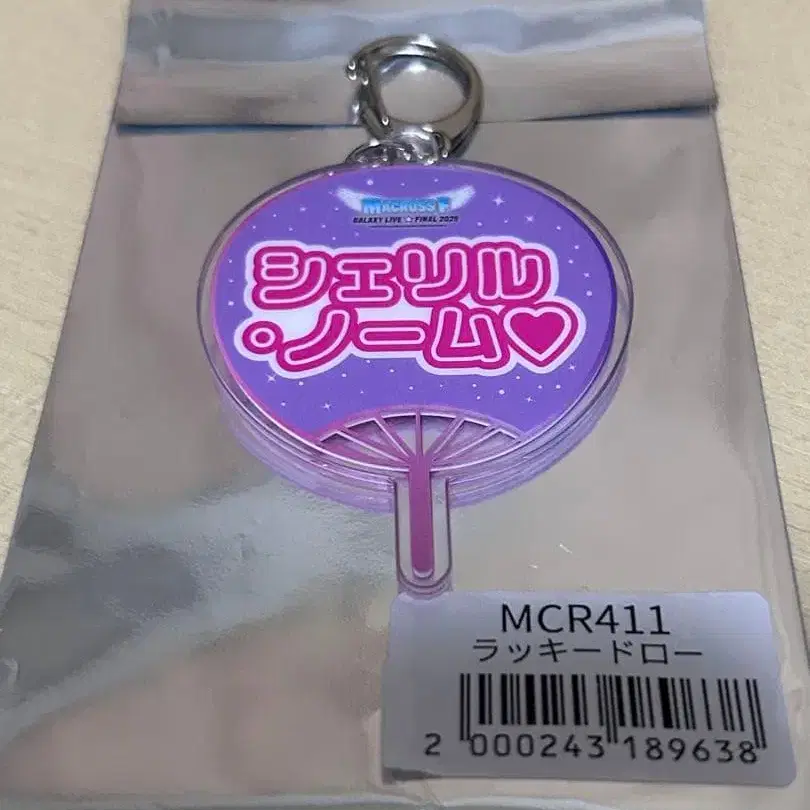 MACROSS F
GALAXY LIVE ☆ FINAL 2025
シェリル
・ノーム♥
MCR411
ラッキードロー
2 000243 189638